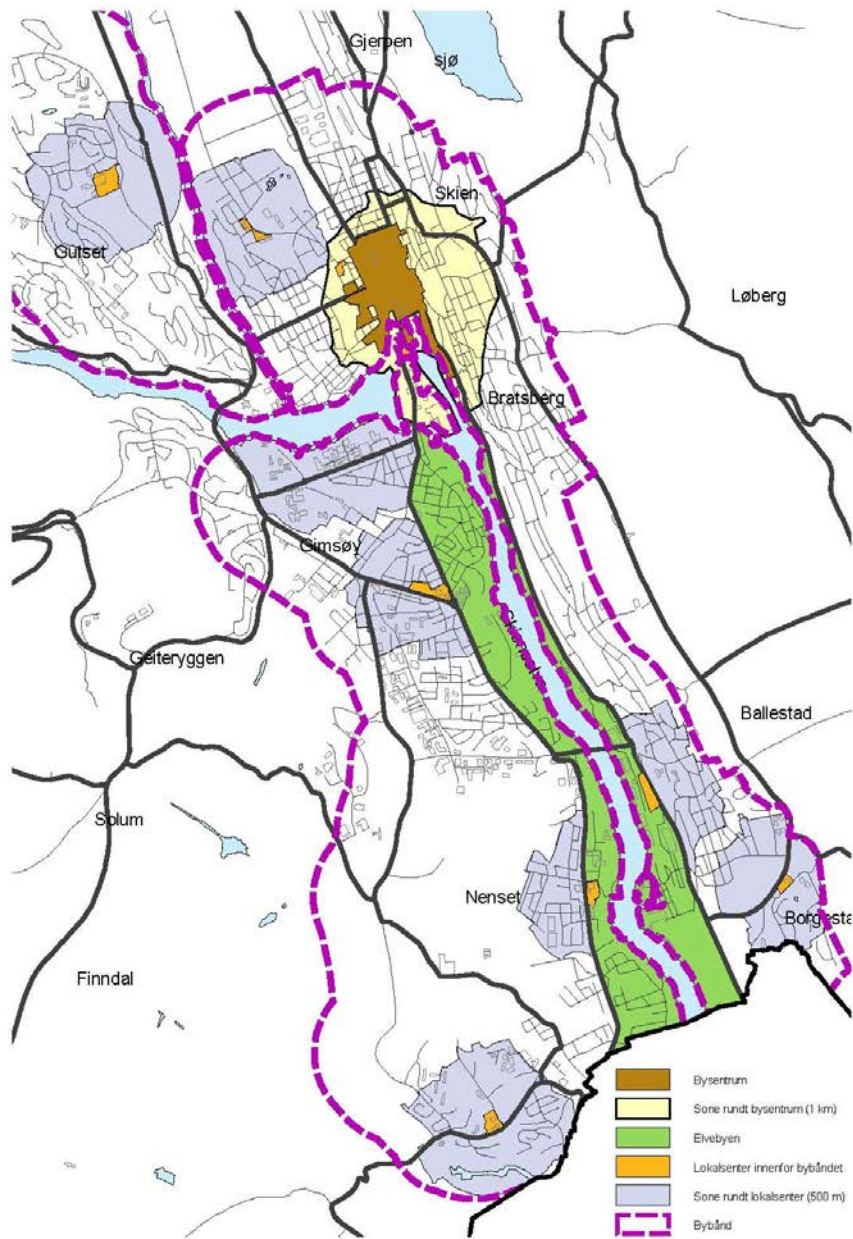 Gjerpen
sjø
Skien
Gulset
Løberg
Bratsberg
Gimsøy
Geiteryggen
Ballestad
Solum
Nenset
Finndal
Bysentrum
Sone rundt bysentrum (1 km)
Elvebyen
Lokalsenter innenfor bybåndet
Sone rundt lokalsenter (500 m)
Bybånd